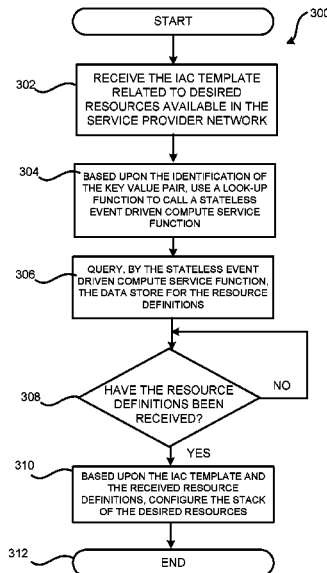 START
300
302
RECEIVE THE IAC TEMPLATE
RELATED TO DESIRED
RESOURCES AVAILABLE IN THE
SERVICE PROVIDER NETWORK
304
BASED UPON THE IDENTIFICATION OF
THE KEY VALUE PAIR, USE A LOOK-UP
FUNCTION TO CALL A STATELESS
EVENT DRIVEN COMPUTE SERVICE
FUNCTION
306
QUERY, BY THE STATELESS EVENT
DRIVEN COMPUTE SERVICE FUNCTION,
THE DATA STORE FOR THE RESOURCE
DEFINITIONS
308
HAVE THE RESOURCE
DEFINITIONS BEEN
RECEIVED?
NO
YES
310
BASED UPON THE IAC TEMPLATE AND
THE RECEIVED RESOURCE
DEFINITIONS, CONFIGURE THE STACK
OF THE DESIRED RESOURCES
312
END